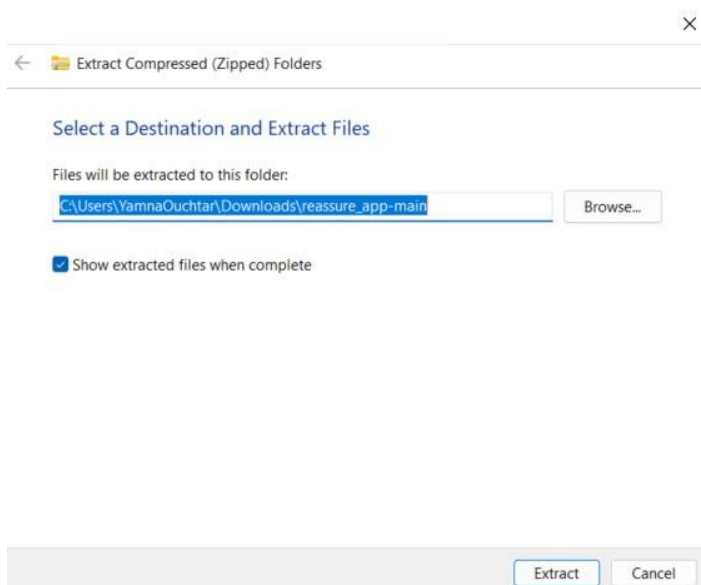 Extract Compressed (Zipped) Folders
Select a Destination and Extract Files
Files will be extracted to this folder:
C:\Users\YamnaOuchtar\Downloads\reassure_app-main
Browse...
Show extracted files when complete
Extract
Cancel